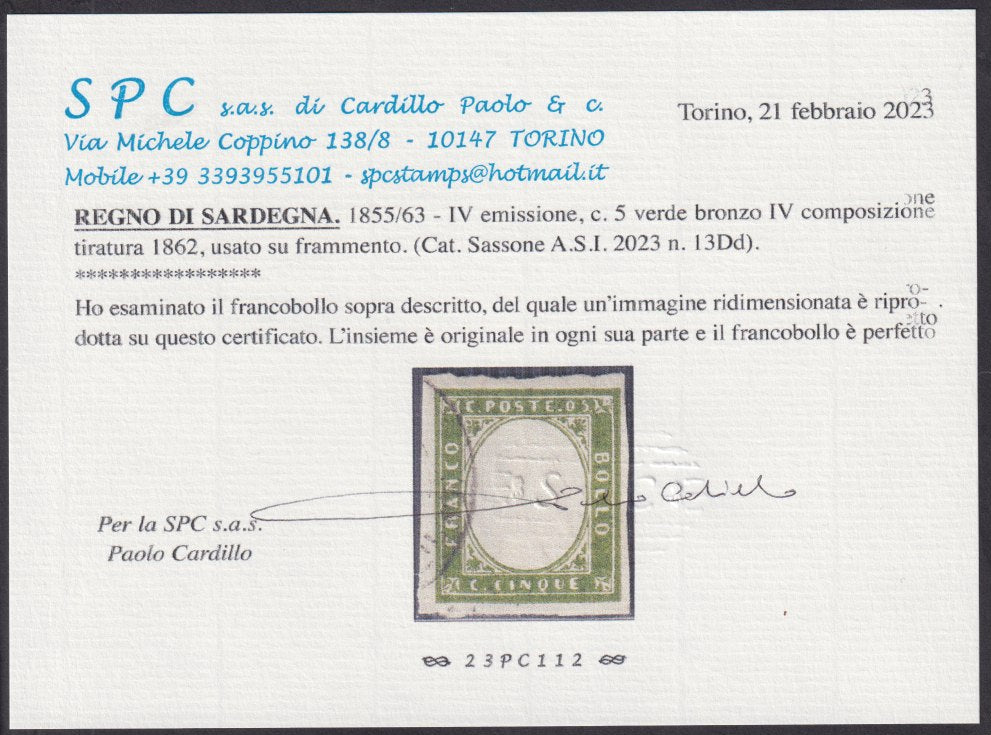 SPC s.a.s. di Cardillo Paolo & c.
Torino, 21 febbraio 2023
Via Michele Coppino 138/8 - 10147 TORINO
Mobile +39 3393955101 - spcstamps@hotmail.it
REGNO DI SARDEGNA. 1855/63 - IV emissione, c. 5 verde bronzo IV composizione
tiratura 1862, usato su frammento. (Cat. Sassone A.S.I. 2023 n. 13Dd).
*****************
Ho esaminato il francobollo sopra descritto, del quale un'immagine ridimensionata è ripro-
dotta su questo certificato. L'insieme è originale in ogni sua parte e il francobollo è perfetto
C. POSTE. 05
FRANCO
BOLLO
C. CINQUE
Per la SPC s.a.s.
Paolo Cardillo
23PC112